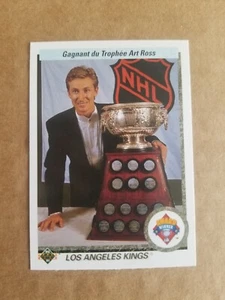 Gagnant du Trophée Art Ross
NHL
LOS ANGELES KINGS